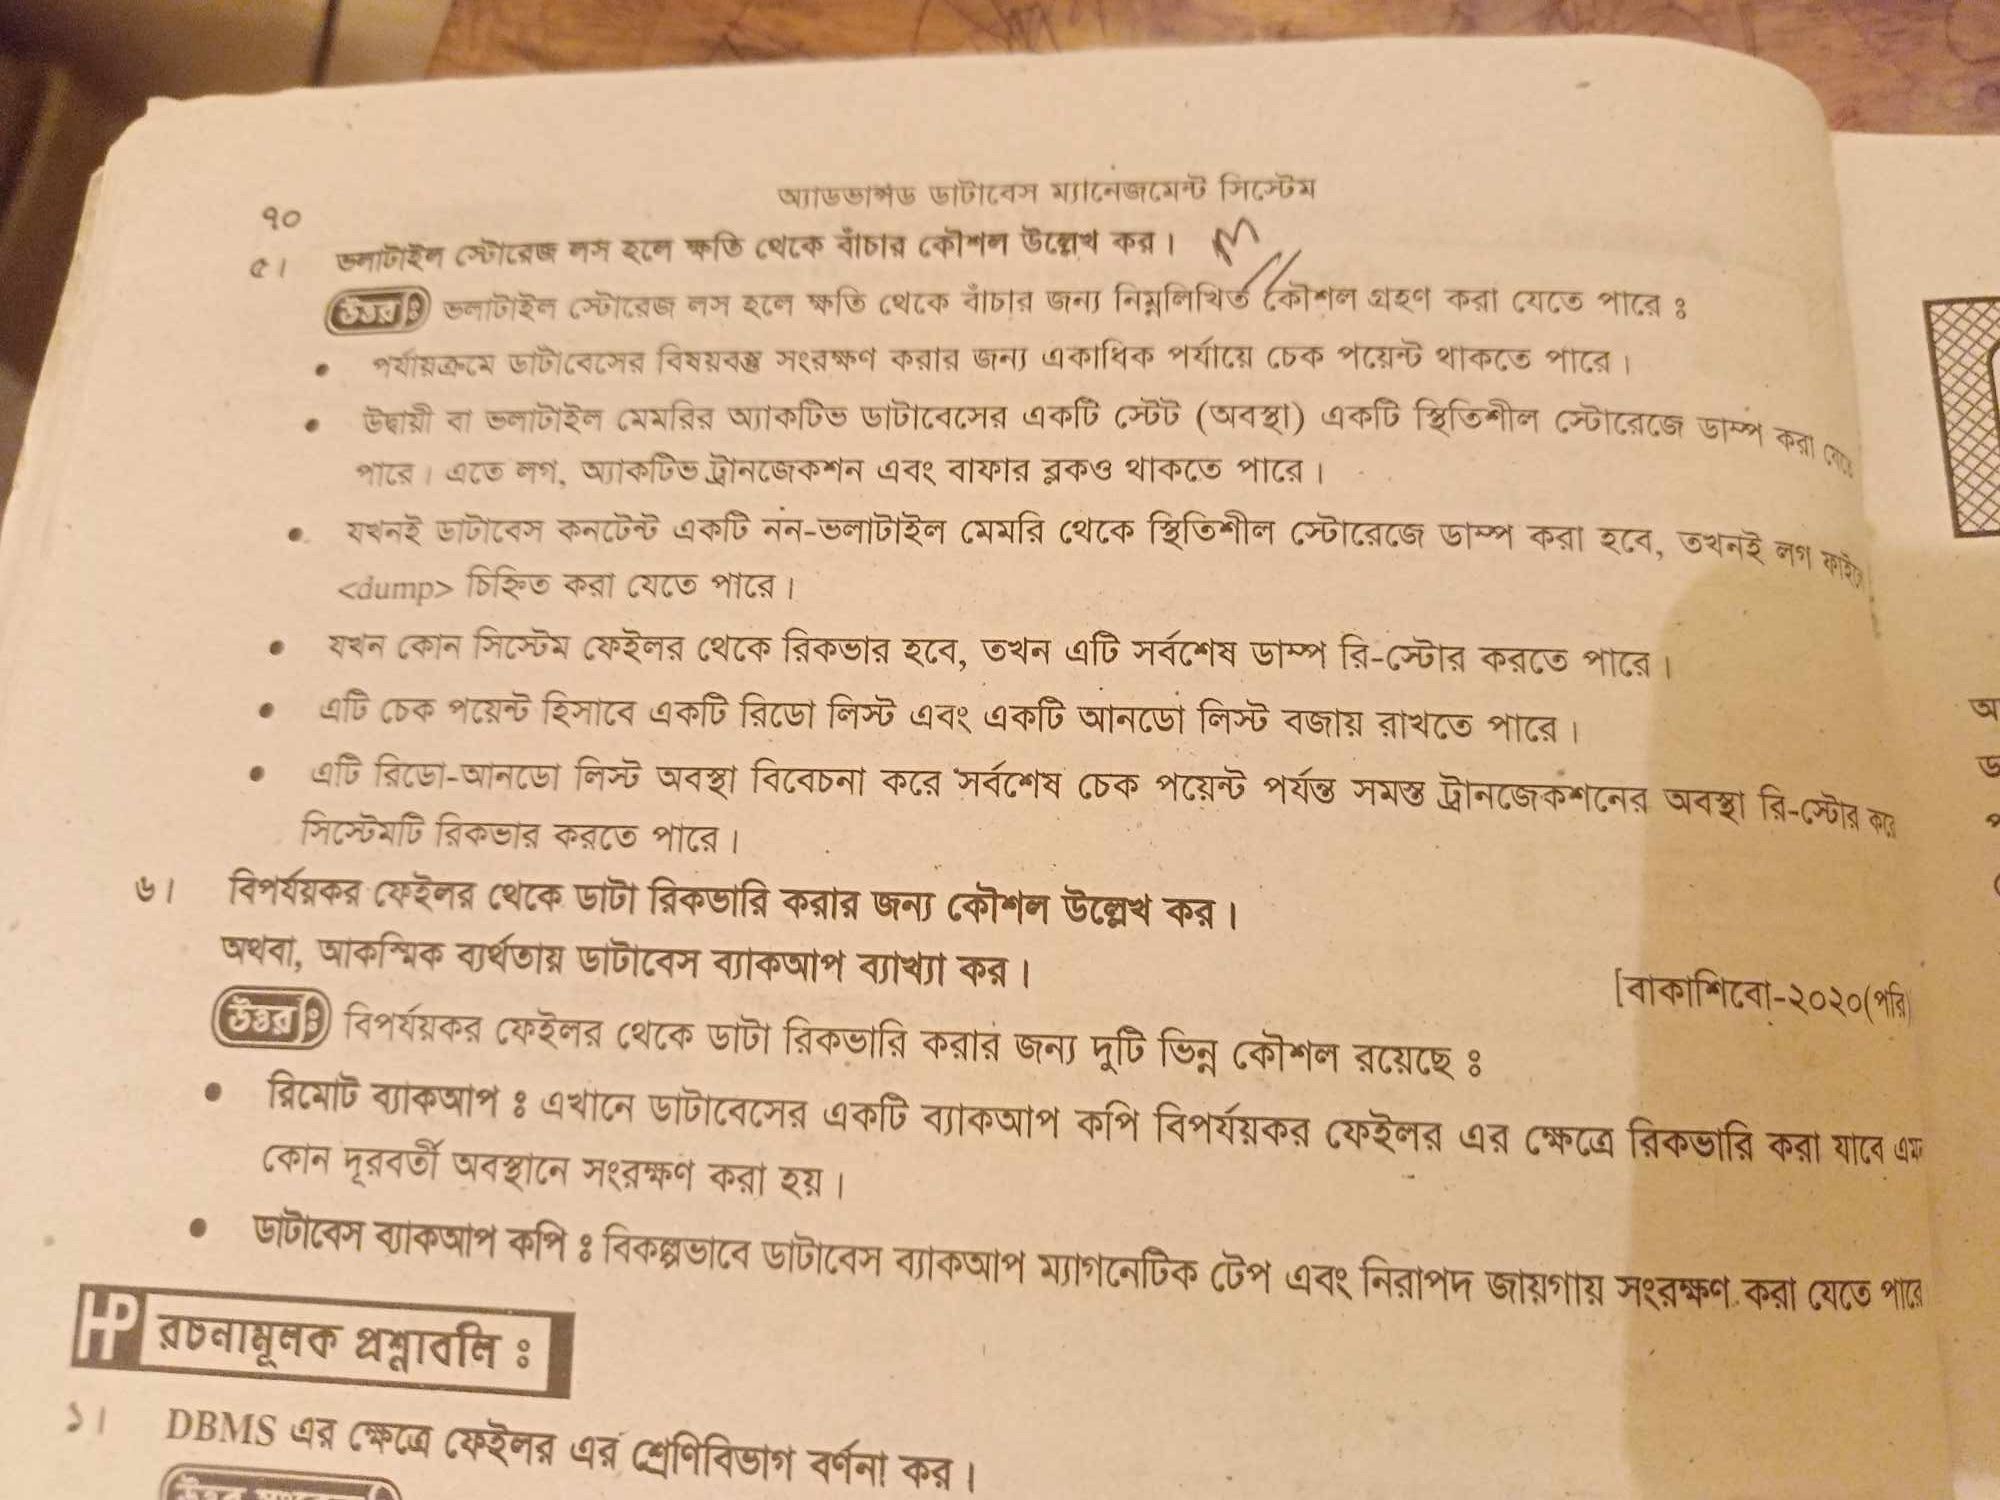 অ্যাডভান্সড ডাটাবেস ম্যানেজমেন্ট সিস্টেম
৭০
৫। ভলাটাইল স্টোরেজ লস হলে ক্ষতি থেকে বাঁচার কৌশল উল্লেখ কর।
উত্তর ঃ ভলাটাইল স্টোরেজ লস হলে ক্ষতি থেকে বাঁচার জন্য নিম্নলিখিত কৌশল গ্রহণ করা যেতে পারে ঃ
• পর্যায়ক্রমে ডাটাবেসের বিষয়বস্তু সংরক্ষণ করার জন্য একাধিক পর্যায়ে চেক পয়েন্ট থাকতে পারে।
• উদ্বায়ী বা ভলাটাইল মেমরির অ্যাকটিভ ডাটাবেসের একটি স্টেট (অবস্থা) একটি স্থিতিশীল স্টোরেজে ডাম্প করা
পারে। এতে লগ, অ্যাকটিভ ট্রানজেকশন এবং বাফার ব্লকও থাকতে পারে।
• যখনই ডাটাবেস কনটেন্ট একটি নন-ভলাটাইল মেমরি থেকে স্থিতিশীল স্টোরেজে ডাম্প করা হবে, তখনই লগ
<dump> চিহ্নিত করা যেতে পারে।
• যখন কোন সিস্টেম ফেইলর থেকে রিকভার হবে, তখন এটি সর্বশেষ ডাম্প রি-স্টোর করতে পারে।
• এটি চেক পয়েন্ট হিসাবে একটি রিডো লিস্ট এবং একটি আনডো লিস্ট বজায় রাখতে পারে।
• এটি রিডো-আনডো লিস্ট অবস্থা বিবেচনা করে সর্বশেষ চেক পয়েন্ট পর্যন্ত সমস্ত ট্রানজেকশনের অবস্থা রি-স্টোর করে
সিস্টেমটি রিকভার করতে পারে।
৬। বিপর্যয়কর ফেইলর থেকে ডাটা রিকভারি করার জন্য কৌশল উল্লেখ কর।
অথবা, আকস্মিক ব্যর্থতায় ডাটাবেস ব্যাকআপ ব্যাখ্যা কর।
[বাকাশিবো-২০২০(পরি)
উত্তর ঃ বিপর্যয়কর ফেইলর থেকে ডাটা রিকভারি করার জন্য দুটি ভিন্ন কৌশল রয়েছে ঃ
• রিমোট ব্যাকআপ ঃ এখানে ডাটাবেসের একটি ব্যাকআপ কপি বিপর্যয়কর ফেইলর এর ক্ষেত্রে রিকভারি করা যাবে
কোন দূরবর্তী অবস্থানে সংরক্ষণ করা হয়।
• ডাটাবেস ব্যাকআপ কপি ঃ বিকল্পভাবে ডাটাবেস ব্যাকআপ ম্যাগনেটিক টেপ এবং নিরাপদ জায়গায় সংরক্ষণ করা যেতে পারে
HP রচনামূলক প্রশ্নাবলি ঃ
১। DBMS এর ক্ষেত্রে ফেইলর এর শ্রেণিবিভাগ বর্ণনা কর।